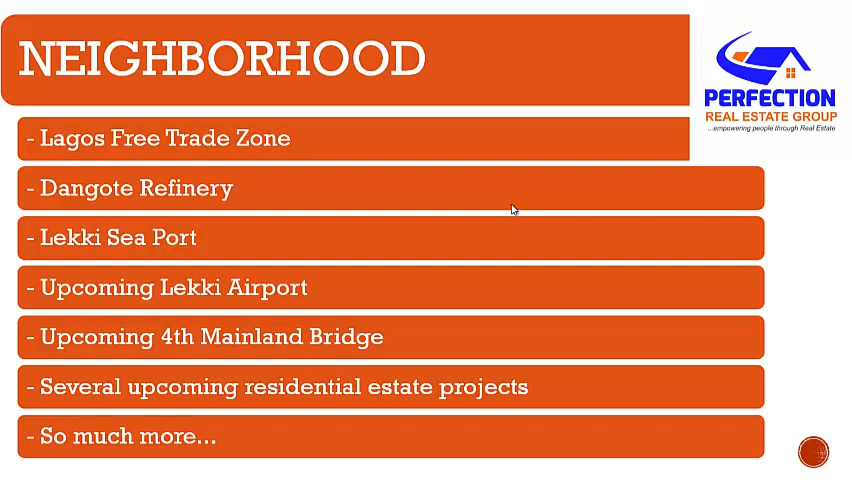 NEIGHBORHOOD
PERFECTION
REAL ESTATE GROUP
...empowering people through Real Estate
- Lagos Free Trade Zone
- Dangote Refinery
- Lekki Sea Port
- Upcoming Lekki Airport
- Upcoming 4th Mainland Bridge
- Several upcoming residential estate projects
- So much more...